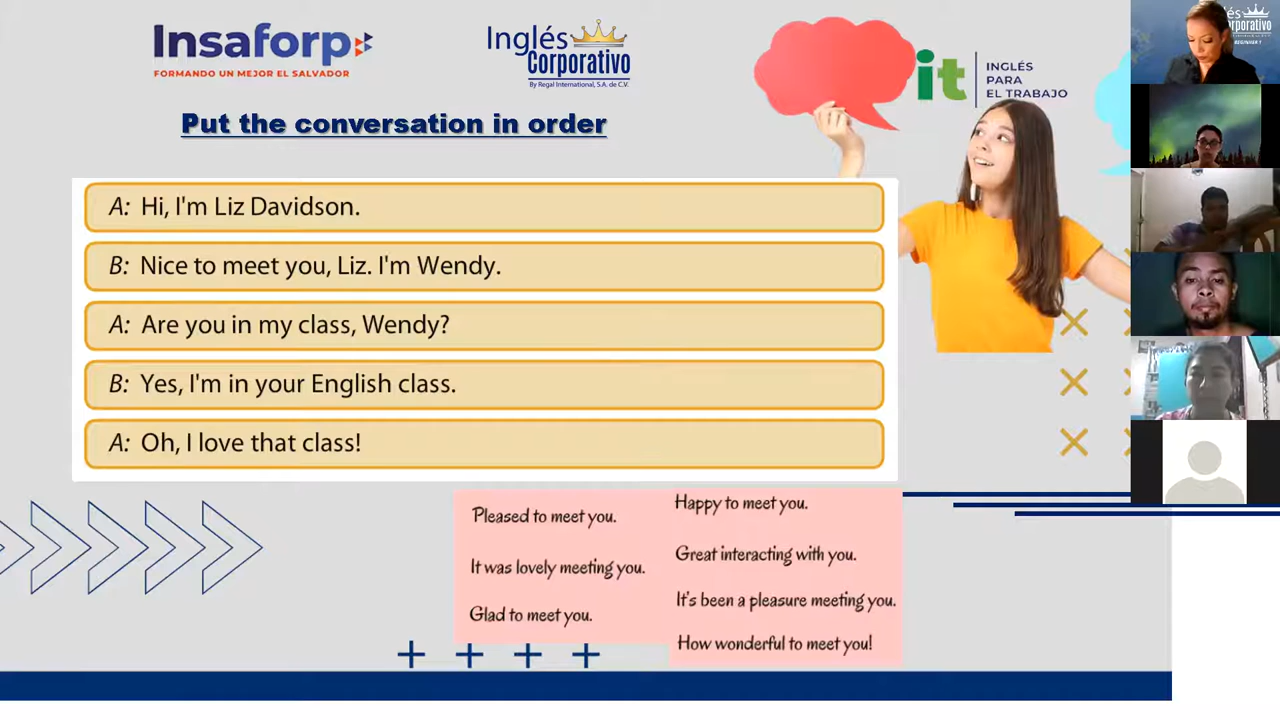 Insaforp
FORMANDO UN MEJOR EL SALVADOR
Inglés
Corporativo
By Regal International, S.A. de C.V.
it
INGLÉS
PARA
EL TRABAJO
Put the conversation in order
A: Hi, I'm Liz Davidson.
B: Nice to meet you, Liz. I'm Wendy.
A: Are you in my class, Wendy?
B: Yes, I'm in your English class.
A: Oh, I love that class!
Pleased to meet you.
It was lovely meeting you.
Glad to meet you.
Happy to meet you.
Great interacting with you.
It's been a pleasure meeting you.
How wonderful to meet you!